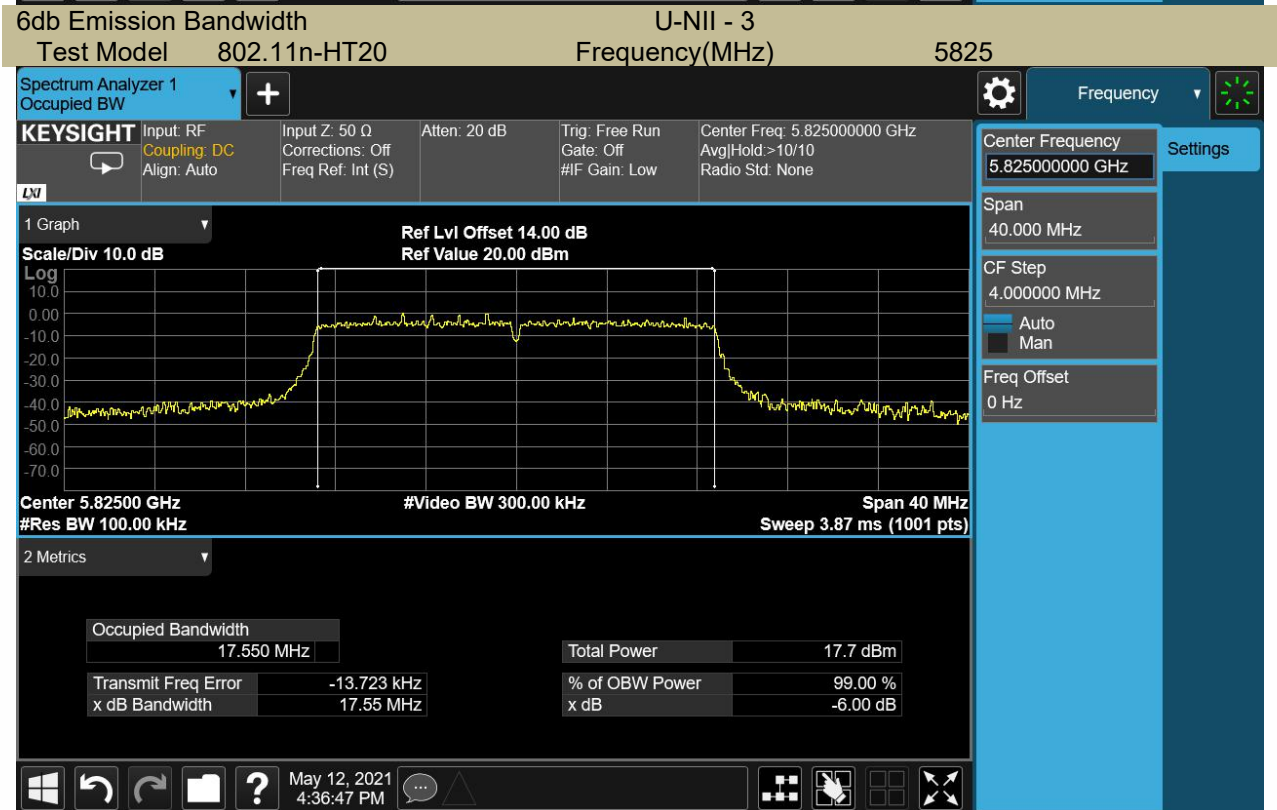 6db Emission Bandwidth U-NII - 3
Test Model 802.11n-HT20 Frequency(MHz) 5825
Spectrum Analyzer 1
Occupied BW
+
Frequency
KEYSIGHT
LXI
Input: RF
Coupling: DC
Align: Auto
Input Z: 50 Ω
Corrections: Off
Freq Ref: Int (S)
Atten: 20 dB
Trig: Free Run
Gate: Off
#IF Gain: Low
Center Freq: 5.825000000 GHz
Avg|Hold:>10/10
Radio Std: None
Center Frequency
5.825000000 GHz
Settings
Span
40.000 MHz
CF Step
4.000000 MHz
Auto
Man
Freq Offset
0 Hz
1 Graph
Scale/Div 10.0 dB
Ref Lvl Offset 14.00 dB
Ref Value 20.00 dBm
Log
10.0
0.00
-10.0
-20.0
-30.0
-40.0
-50.0
-60.0
-70.0
Center 5.82500 GHz #Video BW 300.00 kHz Span 40 MHz
#Res BW 100.00 kHz Sweep 3.87 ms (1001 pts)
2 Metrics
Occupied Bandwidth
17.550 MHz
Total Power 17.7 dBm
Transmit Freq Error -13.723 kHz
% of OBW Power 99.00 %
x dB Bandwidth 17.55 MHz
x dB -6.00 dB
?
May 12, 2021
4:36:47 PM